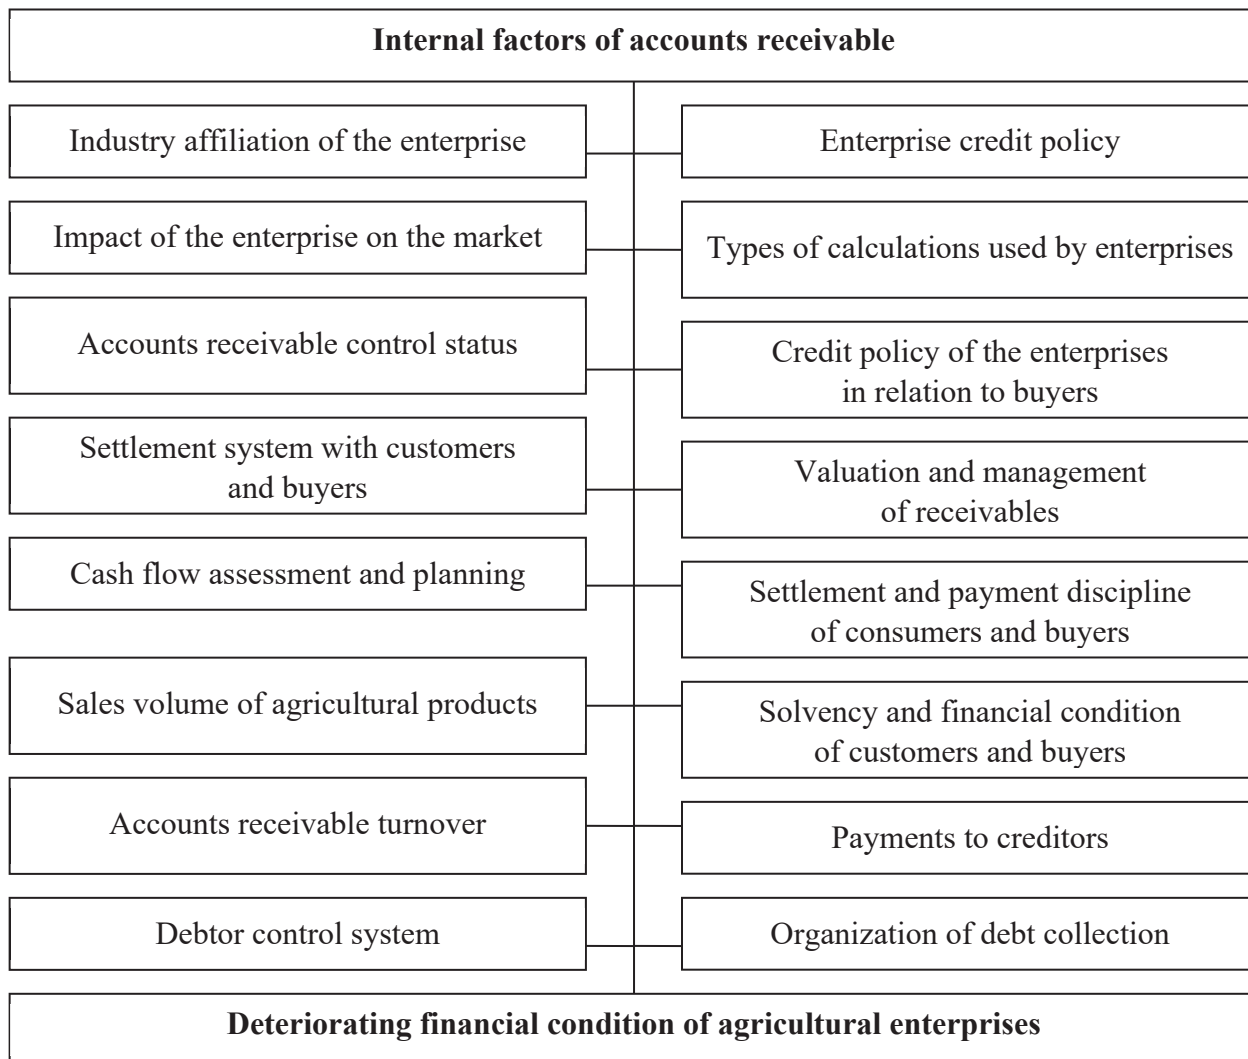 Internal factors of accounts receivable
Industry affiliation of the enterprise
Enterprise credit policy
Impact of the enterprise on the market
Types of calculations used by enterprises
Accounts receivable control status
Credit policy of the enterprises
in relation to buyers
Settlement system with customers
and buyers
Valuation and management
of receivables
Cash flow assessment and planning
Settlement and payment discipline
of consumers and buyers
Sales volume of agricultural products
Solvency and financial condition
of customers and buyers
Accounts receivable turnover
Payments to creditors
Debtor control system
Organization of debt collection
Deteriorating financial condition of agricultural enterprises